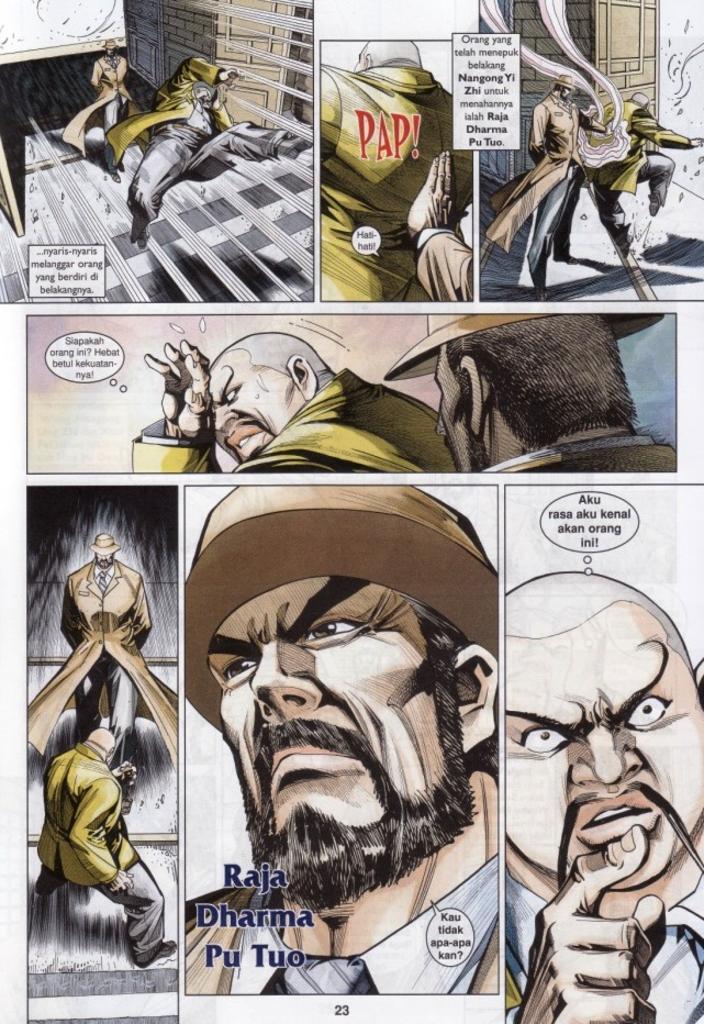 ...nyaris-nyaris
melanggar orang
yang berdiri di
belakangnya.
PAP!
Hati-
hati!
Orang yang
telah menepuk
belakang
Nangong Yi
Zhi untuk
menahannya
ialah Raja
Dharma
Pu Tuo.
Siapakah
orang ini? Hebat
betul kekuatan-
nya!
Raja
Dharma
Pu Tuo
Kau
tidak
apa-apa
kan?
Aku
rasa aku kenal
akan orang
ini!
23